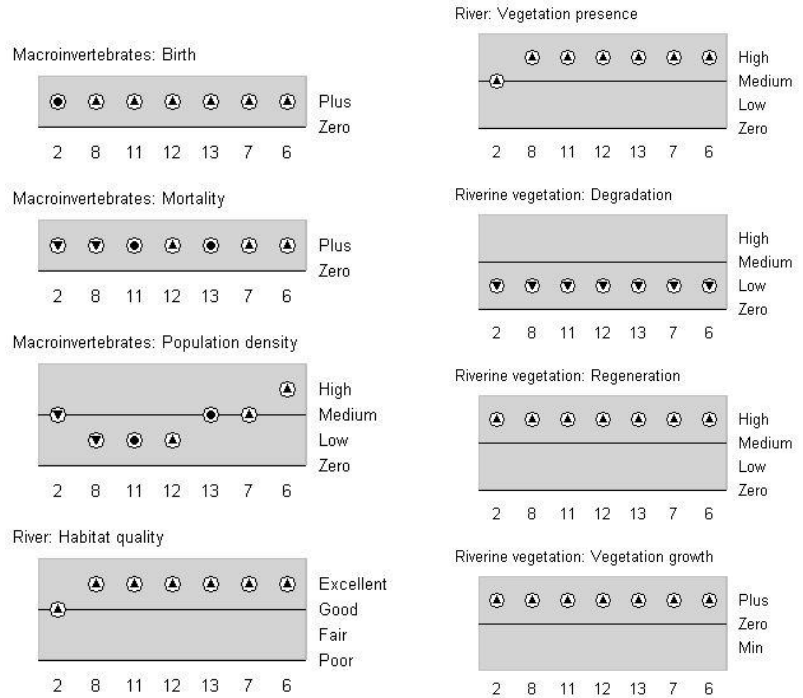 Macroinvertebrates: Birth
Plus
Zero
2 8 11 12 13 7 6
Macroinvertebrates: Mortality
Plus
Zero
2 8 11 12 13 7 6
Macroinvertebrates: Population density
High
Medium
Low
Zero
2 8 11 12 13 7 6
River: Habitat quality
Excellent
Good
Fair
Poor
2 8 11 12 13 7 6
River: Vegetation presence
High
Medium
Low
Zero
2 8 11 12 13 7 6
Riverine vegetation: Degradation
High
Medium
Low
Zero
2 8 11 12 13 7 6
Riverine vegetation: Regeneration
High
Medium
Low
Zero
2 8 11 12 13 7 6
Riverine vegetation: Vegetation growth
Plus
Zero
Min
2 8 11 12 13 7 6